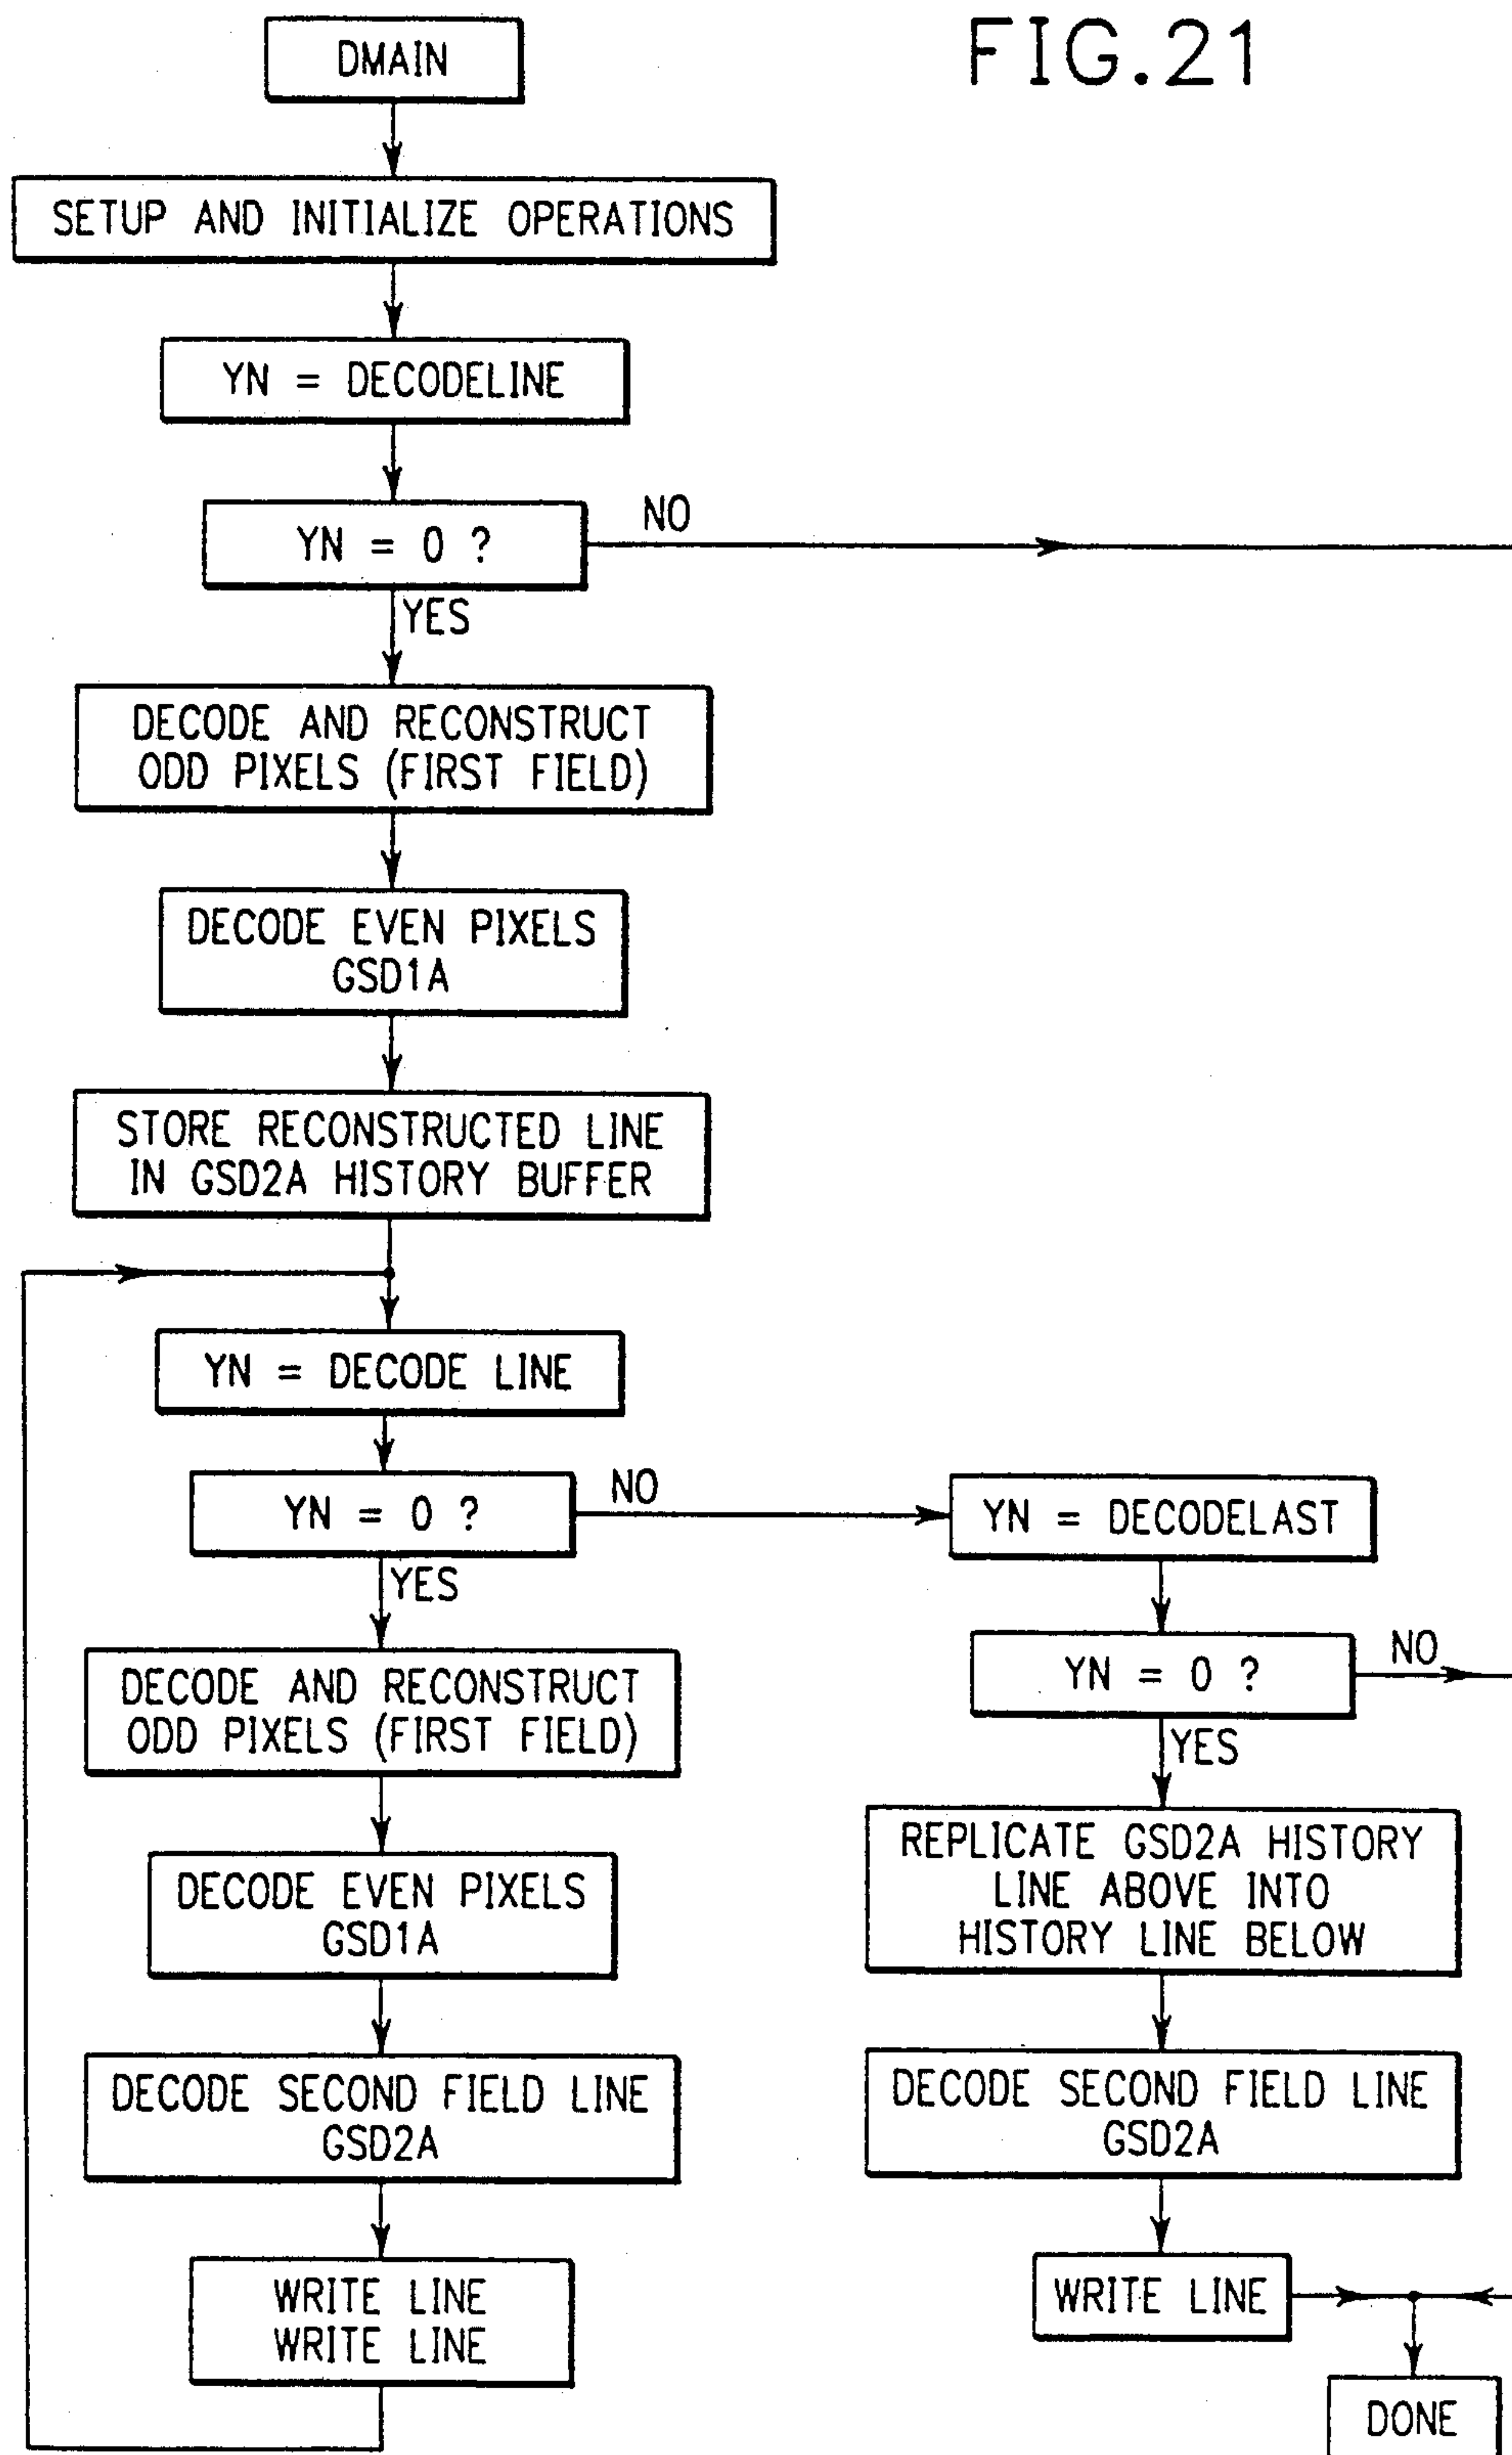 FIG.21
DMAIN
SETUP AND INITIALIZE OPERATIONS
YN = DECODELINE
YN = 0 ?
NO
YES
DECODE AND RECONSTRUCT
ODD PIXELS (FIRST FIELD)
DECODE EVEN PIXELS
GSD1A
STORE RECONSTRUCTED LINE
IN GSD2A HISTORY BUFFER
YN = DECODE LINE
YN = 0 ?
NO
YES
DECODE AND RECONSTRUCT
ODD PIXELS (FIRST FIELD)
DECODE EVEN PIXELS
GSD1A
DECODE SECOND FIELD LINE
GSD2A
WRITE LINE
WRITE LINE
YN = DECODELAST
YN = 0 ?
NO
YES
REPLICATE GSD2A HISTORY
LINE ABOVE INTO
HISTORY LINE BELOW
DECODE SECOND FIELD LINE
GSD2A
WRITE LINE
DONE